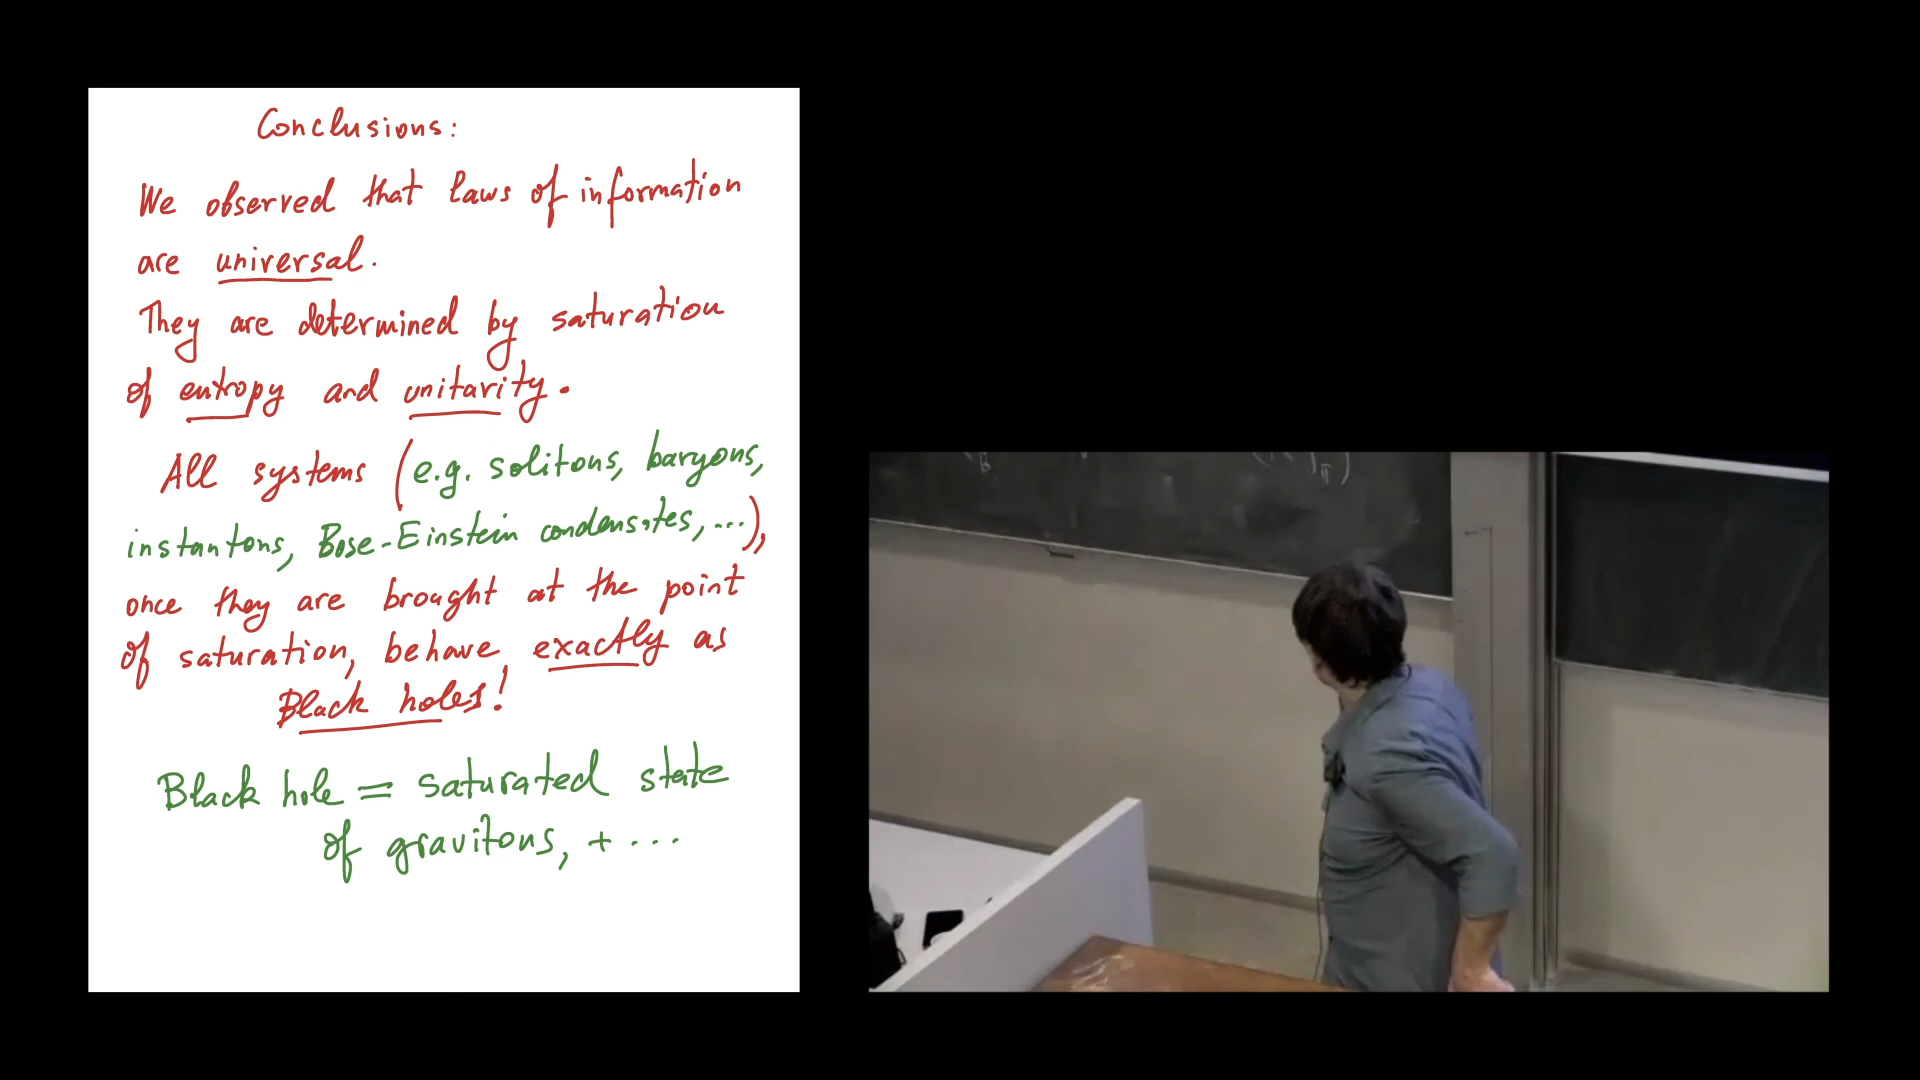 Conclusions:
We observed that laws of information
are universal.
They are determined by saturation
of entropy and unitarity.
All systems (e.g. solitons, baryons,
instantons, Bose-Einstein condensates, ...),
once they are brought at the point
of saturation, behave exactly as
Black holes!
Black hole = saturated state
of gravitons, + ...